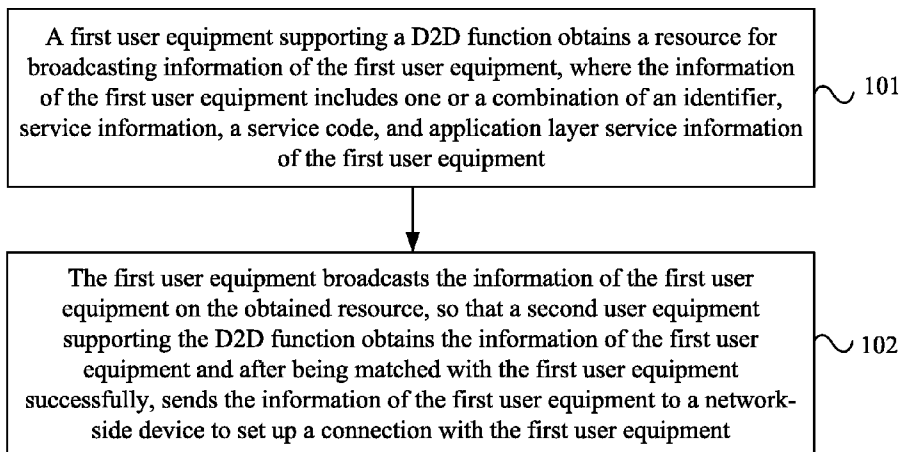 A first user equipment supporting a D2D function obtains a resource for
broadcasting information of the first user equipment, where the information
of the first user equipment includes one or a combination of an identifier,
service information, a service code, and application layer service information
of the first user equipment
101
The first user equipment broadcasts the information of the first user
equipment on the obtained resource, so that a second user equipment
supporting the D2D function obtains the information of the first user
equipment and after being matched with the first user equipment
successfully, sends the information of the first user equipment to a network-
side device to set up a connection with the first user equipment
102